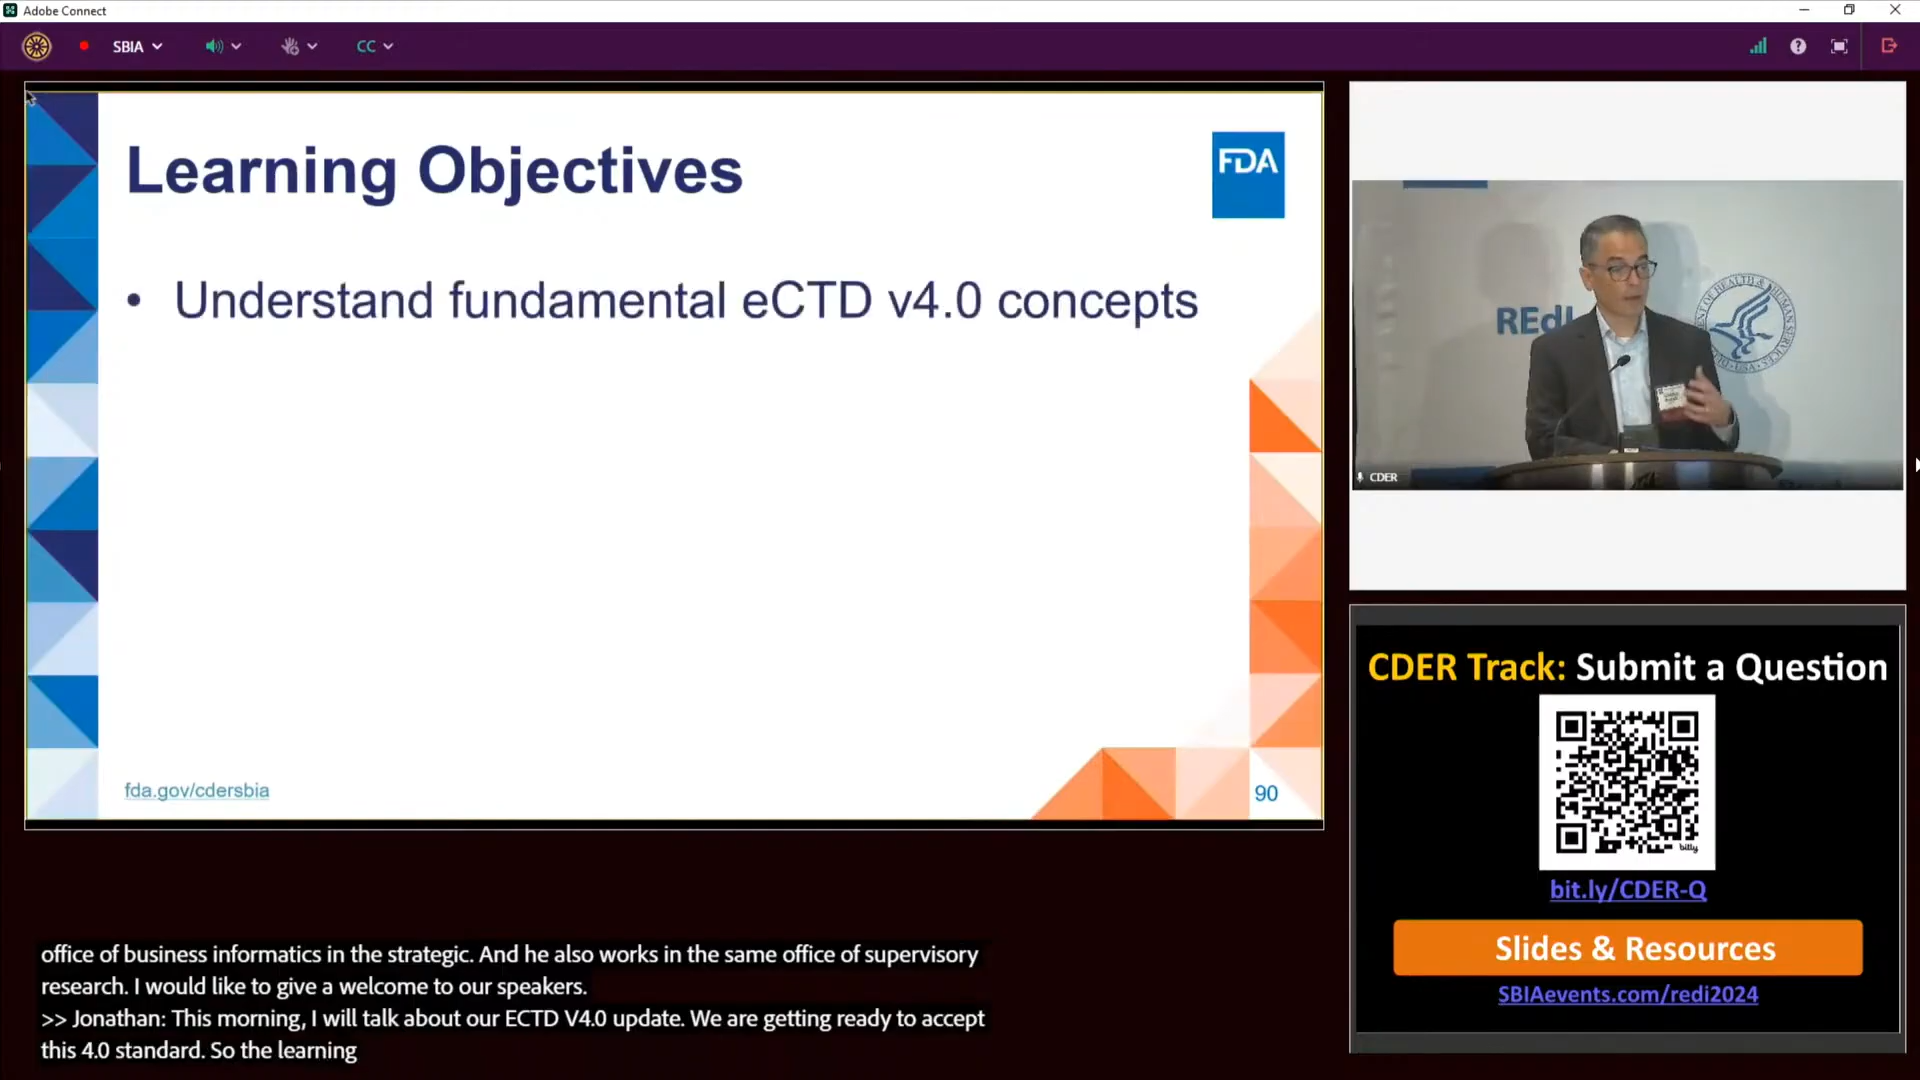 Adobe Connect
SBIA
CC
Learning Objectives
FDA
• Understand fundamental eCTD v4.0 concepts
fda.gov/cdersbia
90
REdI
CDER
CDER Track: Submit a Question
bitly
bit.ly/CDER-Q
Slides & Resources
SBIAevents.com/redi2024
office of business informatics in the strategic. And he also works in the same office of supervisory
research. I would like to give a welcome to our speakers.
>> Jonathan: This morning, I will talk about our ECTD V4.0 update. We are getting ready to accept
this 4.0 standard. So the learning